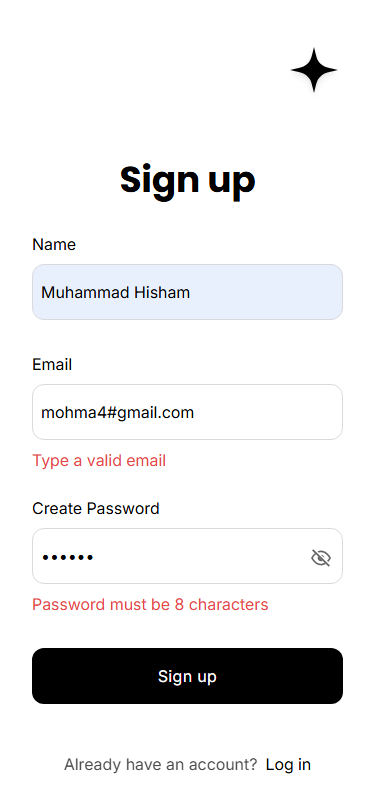 Sign up
Name
Muhammad Hisham
Email
mohma4#gmail.com
Type a valid email
Create Password
••••••
Password must be 8 characters
Sign up
Already have an account? Log in